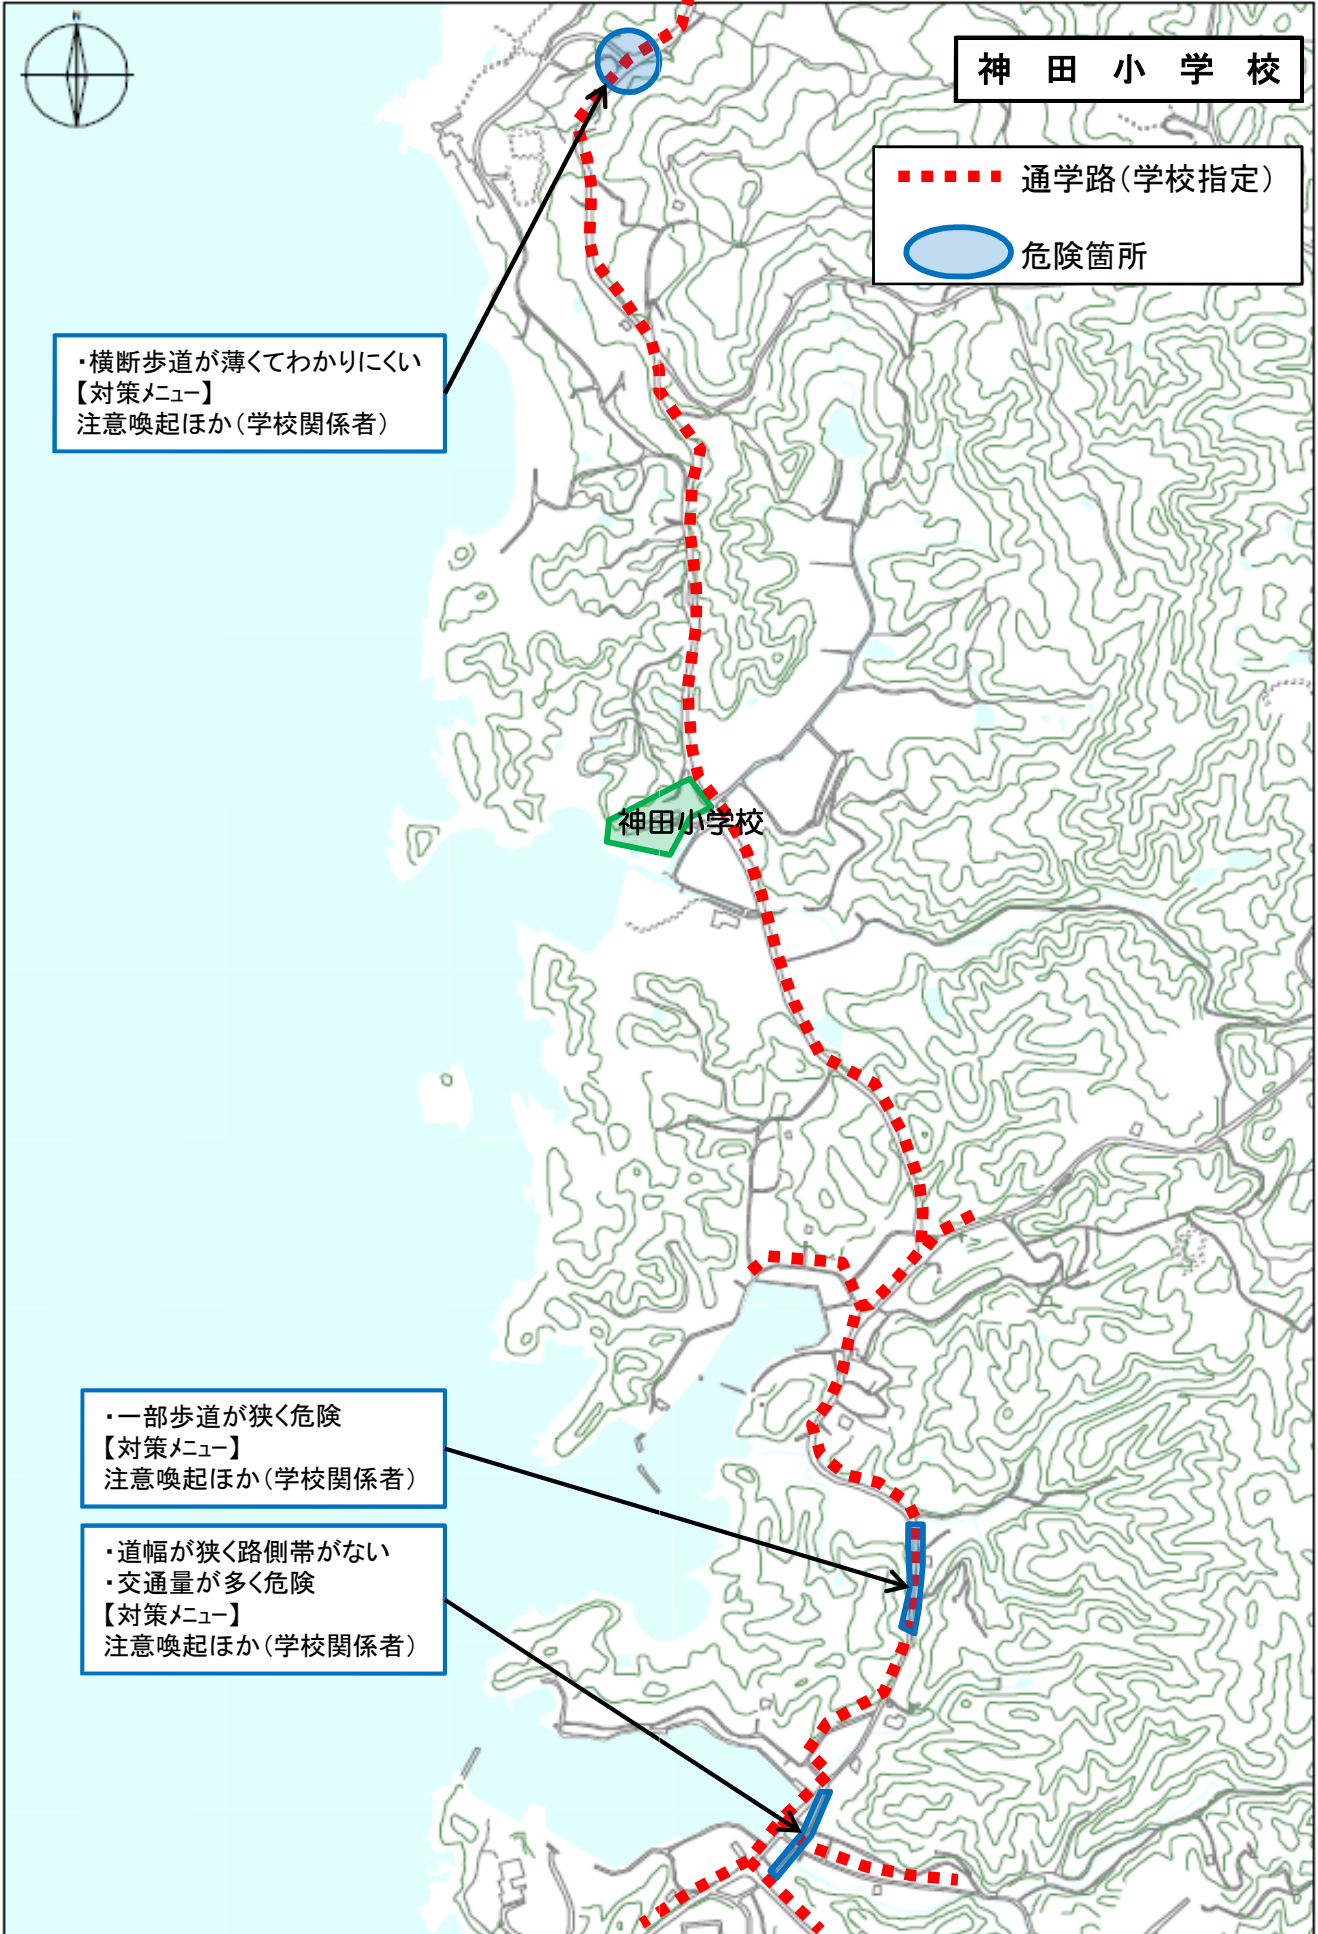 N
神田小学校
通学路（学校指定）
危険箇所
・横断歩道が薄くてわかりにくい
【対策メニュー】
注意喚起ほか（学校関係者）
神田小学校
・一部歩道が狭く危険
【対策メニュー】
注意喚起ほか（学校関係者）
・道幅が狭く路側帯がない
・交通量が多く危険
【対策メニュー】
注意喚起ほか（学校関係者）